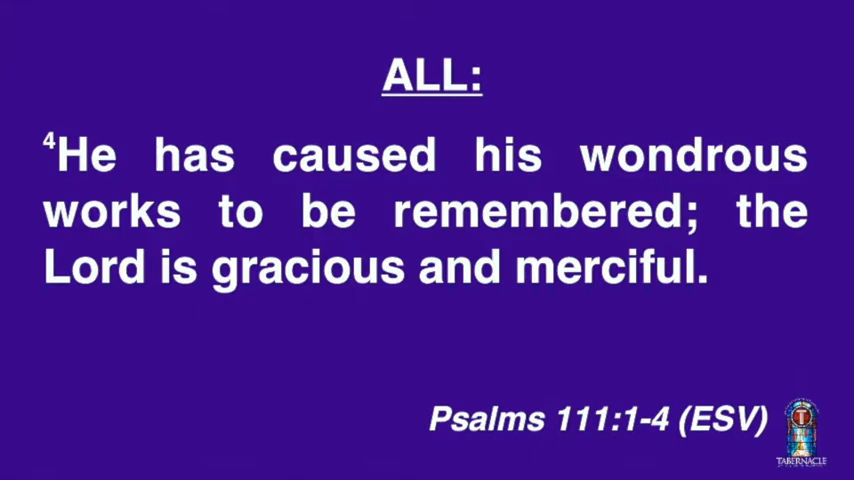 ALL:
⁴He has caused his wondrous
works to be remembered; the
Lord is gracious and merciful.
Psalms 111:1-4 (ESV)
T
TABERNACLE